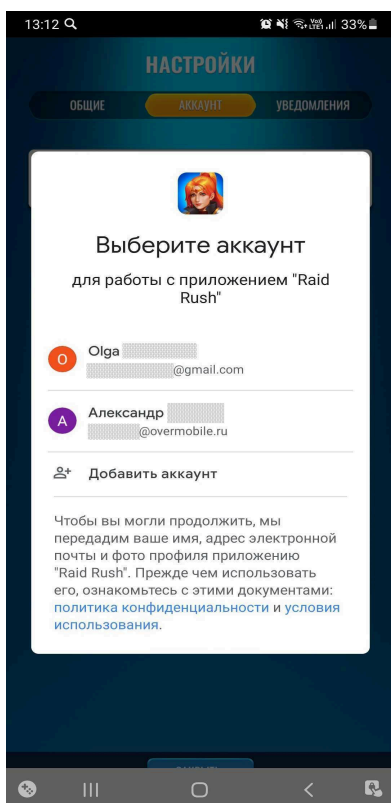 13:12
33%
НАСТРОЙКИ
ОБЩИЕ АККАУНТ УВЕДОМЛЕНИЯ
Выберите аккаунт
для работы с приложением "Raid
Rush"
O Olga
@gmail.com
А Александр
@overmobile.ru
Добавить аккаунт
Чтобы вы могли продолжить, мы
передадим ваше имя, адрес электронной
почты и фото профиля приложению
"Raid Rush". Прежде чем использовать
его, ознакомьтесь с этими документами:
политика конфиденциальности и условия
использования.